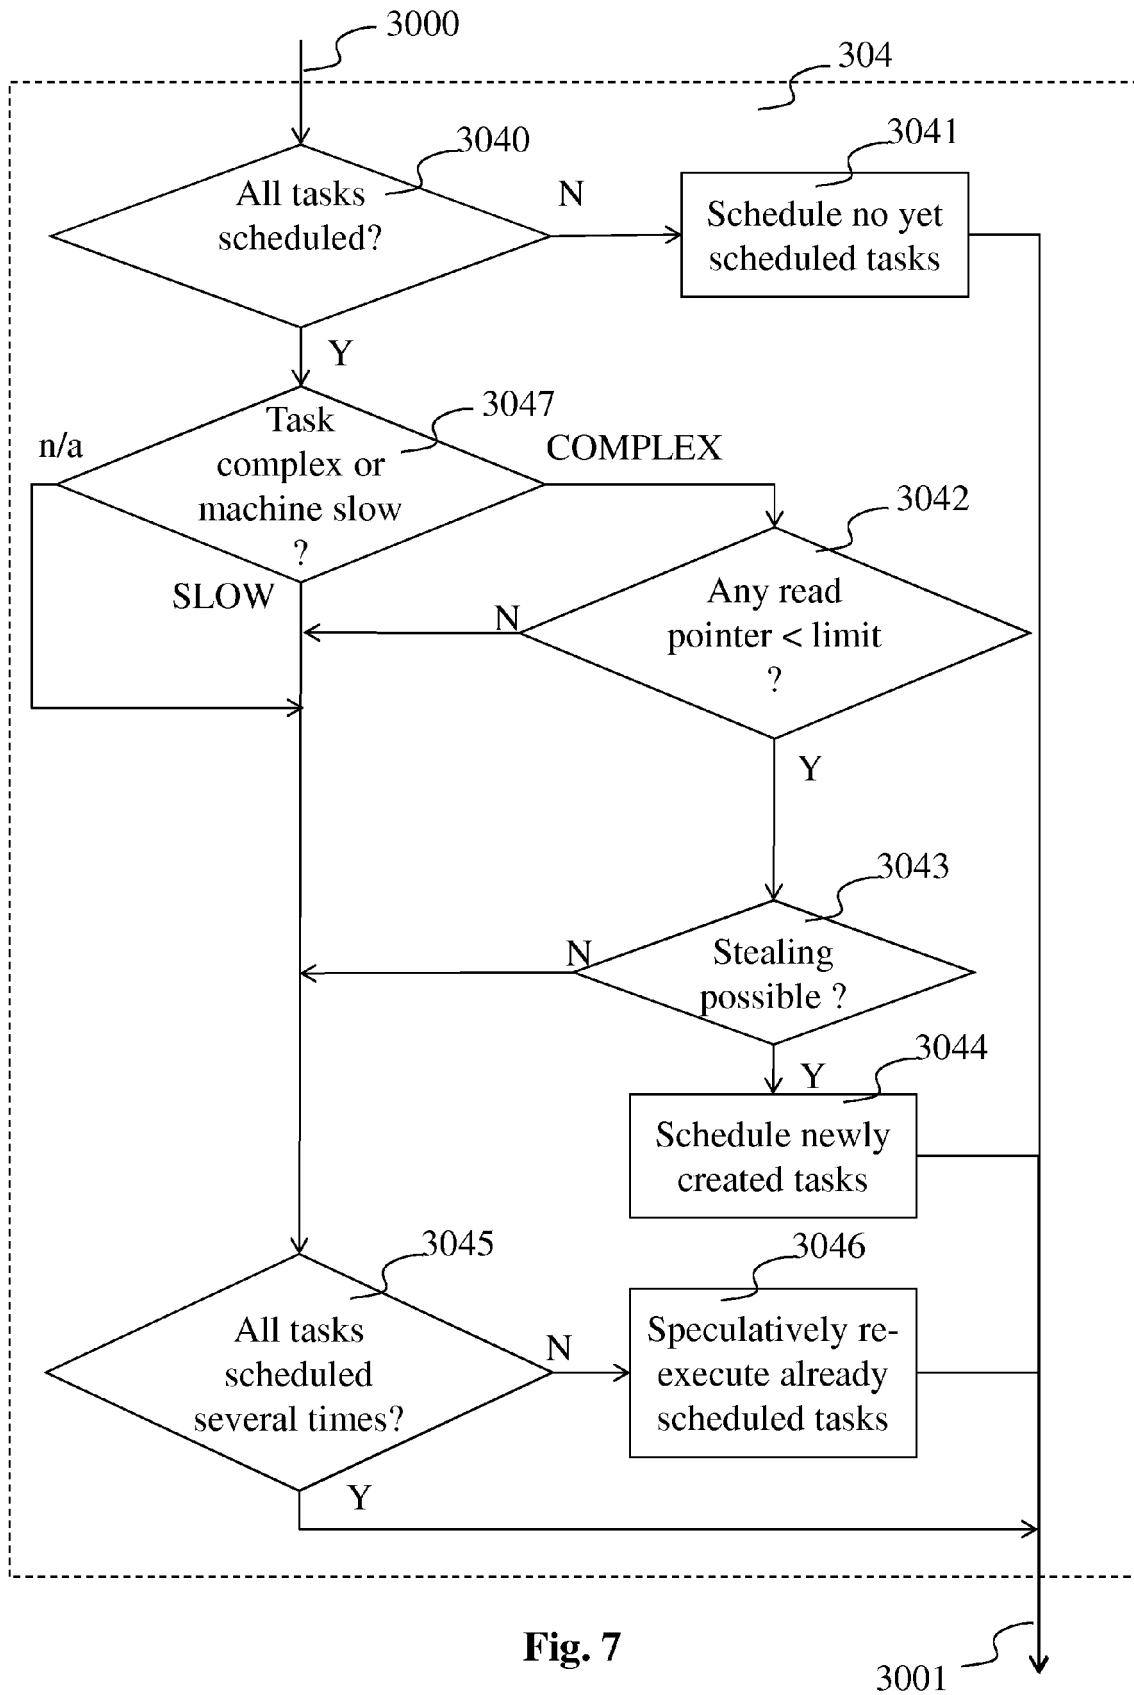 3000
304
3040
All tasks
scheduled?
N
3041
Schedule no yet
scheduled tasks
Y
3047
Task
complex or
machine slow
?
n/a
COMPLEX
SLOW
3042
Any read
pointer < limit
?
N
Y
3043
Stealing
possible ?
N
Y
3044
Schedule newly
created tasks
3045
All tasks
scheduled
several times?
N
3046
Speculatively re-
execute already
scheduled tasks
Y
Fig. 7
3001